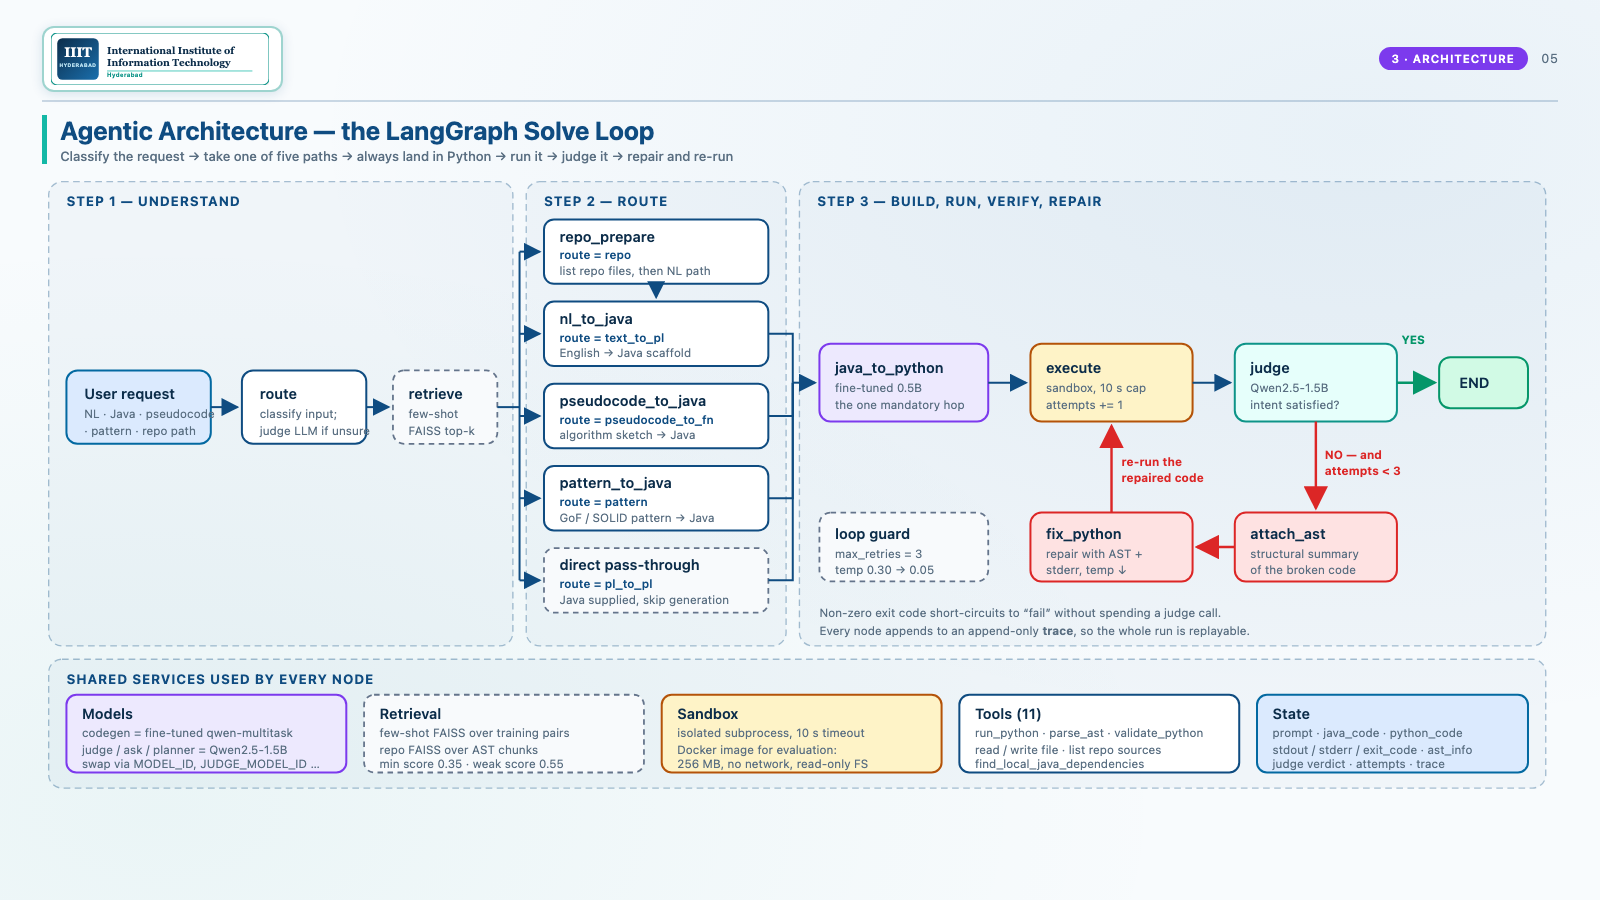 IIIT
HYDERABAD
International Institute of
Information Technology
Hyderabad
3 · ARCHITECTURE
05
Agentic Architecture — the LangGraph Solve Loop
Classify the request → take one of five paths → always land in Python → run it → judge it → repair and re-run
STEP 1 — UNDERSTAND
User request
NL · Java · pseudocode
· pattern · repo path
route
classify input;
judge LLM if unsure
retrieve
few-shot
FAISS top-k
STEP 2 — ROUTE
repo_prepare
route = repo
list repo files, then NL path
nl_to_java
route = text_to_pl
English → Java scaffold
pseudocode_to_java
route = pseudocode_to_fn
algorithm sketch → Java
pattern_to_java
route = pattern
GoF / SOLID pattern → Java
direct pass-through
route = pl_to_pl
Java supplied, skip generation
STEP 3 — BUILD, RUN, VERIFY, REPAIR
java_to_python
fine-tuned 0.5B
the one mandatory hop
execute
sandbox, 10 s cap
attempts += 1
judge
Qwen2.5-1.5B
intent satisfied?
YES
END
re-run the
repaired code
NO — and
attempts < 3
loop guard
max_retries = 3
temp 0.30 → 0.05
fix_python
repair with AST +
stderr, temp ↓
attach_ast
structural summary
of the broken code
Non-zero exit code short-circuits to “fail” without spending a judge call.
Every node appends to an append-only trace, so the whole run is replayable.
SHARED SERVICES USED BY EVERY NODE
Models
codegen = fine-tuned qwen-multitask
judge / ask / planner = Qwen2.5-1.5B
swap via MODEL_ID, JUDGE_MODEL_ID ...
Retrieval
few-shot FAISS over training pairs
repo FAISS over AST chunks
min score 0.35 · weak score 0.55
Sandbox
isolated subprocess, 10 s timeout
Docker image for evaluation:
256 MB, no network, read-only FS
Tools (11)
run_python · parse_ast · validate_python
read / write file · list repo sources
find_local_java_dependencies
State
prompt · java_code · python_code
stdout / stderr / exit_code · ast_info
judge verdict · attempts · trace